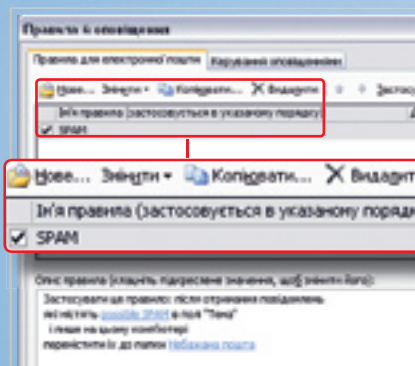 Правила й оповіщення
Правила для електронної пошти Керування оповіщеннями
Нове... Змінити Копіювати... Видалити Застосу
Ім'я правила (застосовується в указаному порядку)
SPAM
Нове... Змінити Копіювати... Видалит
Ім'я правила (застосовується в указаному порядк
SPAM
Опис правила (клацніть підкреслене значення, щоб змінити його):
Застосувати це правило: після отримання повідомлень
які містять possible SPAM в полі "Тема"
і лише на цьому комп'ютері
перемістити їх до папки Небажана пошта